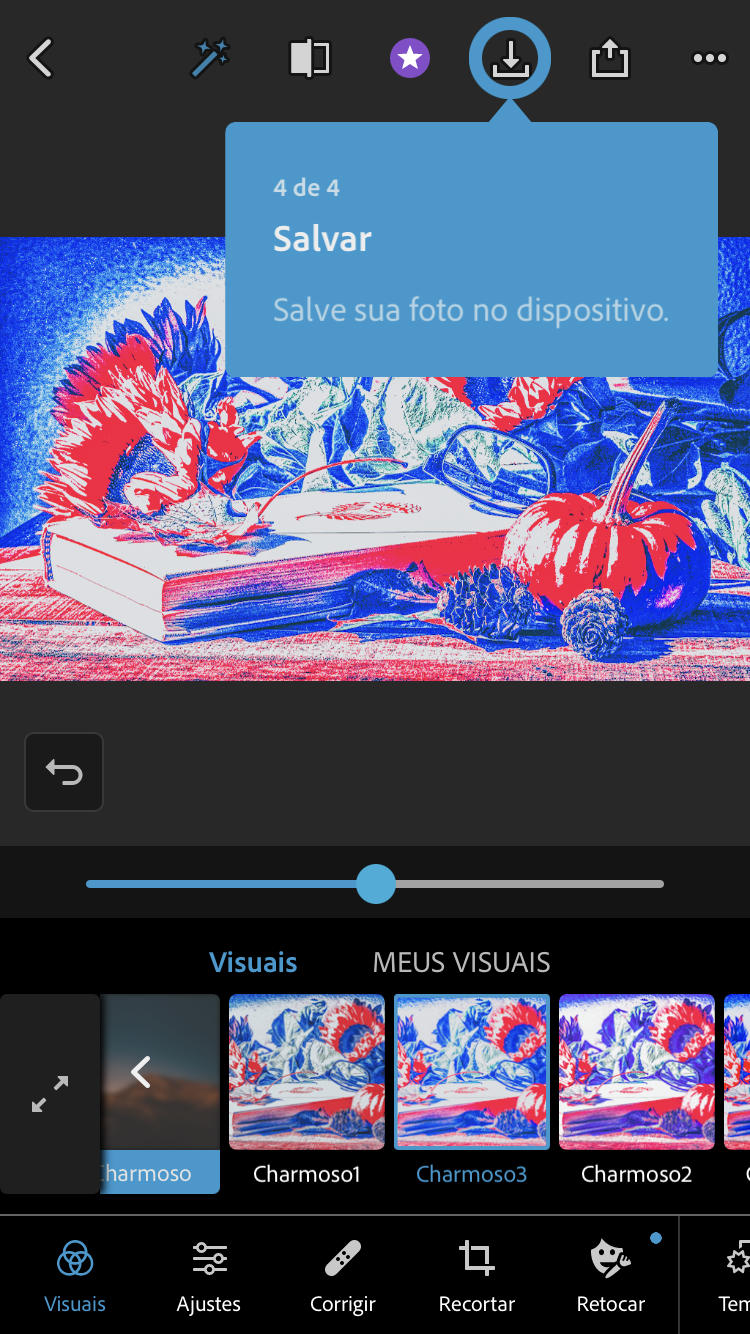 4 de 4
Salvar
Salve sua foto no dispositivo.
Visuais
MEUS VISUAIS
Charmoso
Charmoso1
Charmoso3
Charmoso2
Visuais
Ajustes
Corrigir
Recortar
Retocar
Tem